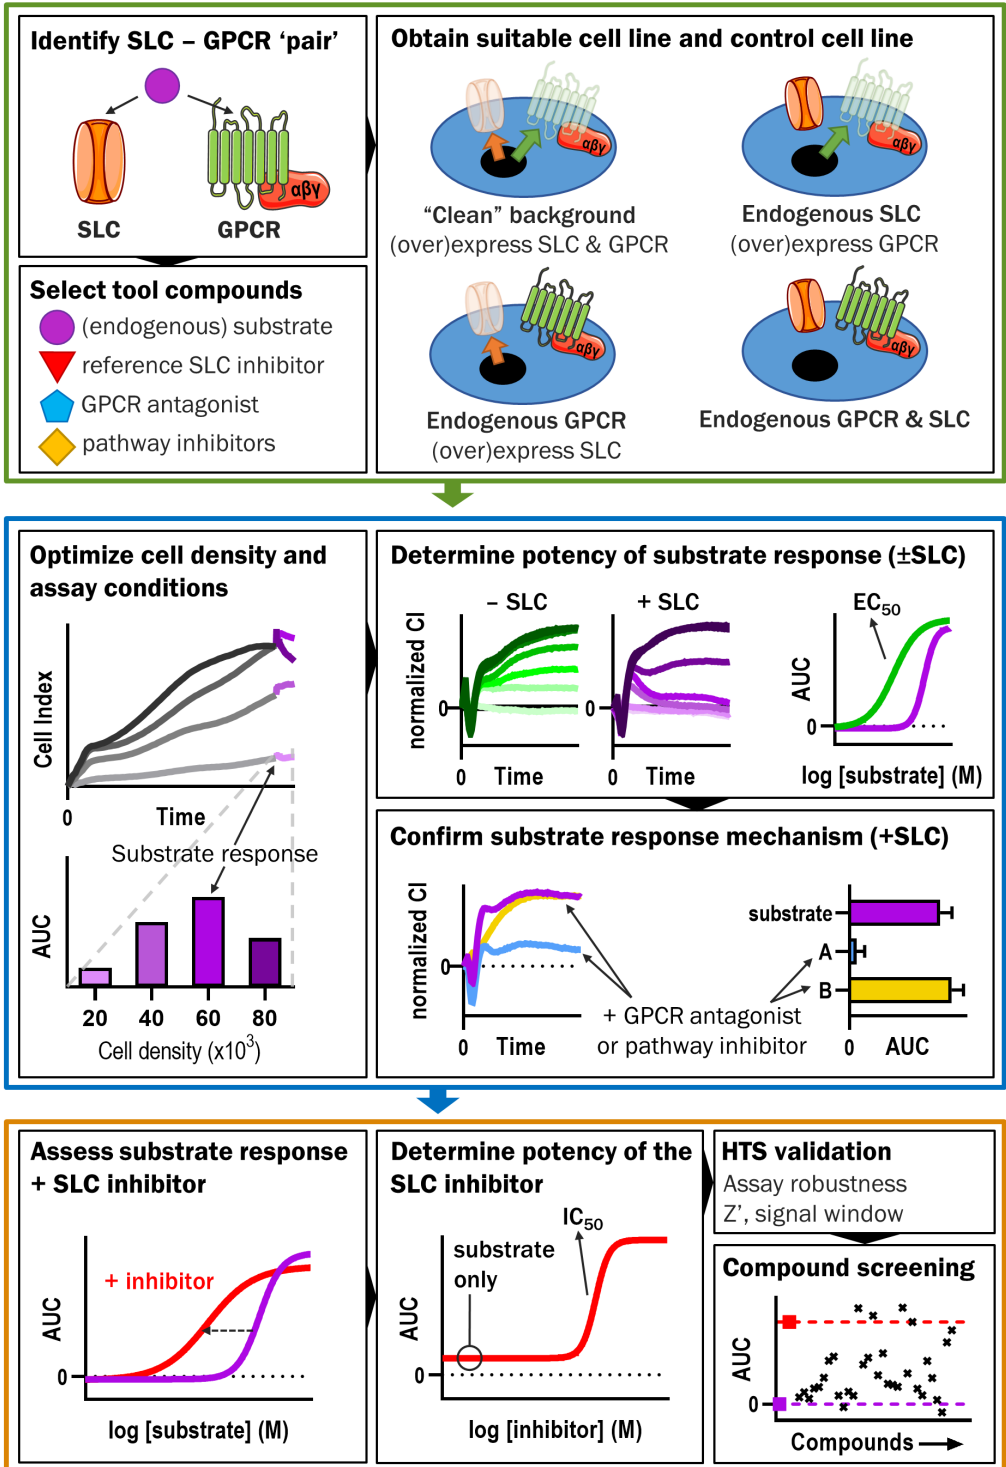 Identify SLC – GPCR ‘pair’
αβγ
SLC
GPCR
Select tool compounds
(endogenous) substrate
reference SLC inhibitor
GPCR antagonist
pathway inhibitors
Obtain suitable cell line and control cell line
αβγ
“Clean” background
(over)express SLC & GPCR
αβγ
Endogenous SLC
(over)express GPCR
αβγ
Endogenous GPCR
(over)express SLC
αβγ
Endogenous GPCR & SLC
Optimize cell density and
assay conditions
Cell Index
0
Time
Substrate response
AUC
20 40 60 80
Cell density (x10³)
Determine potency of substrate response (±SLC)
– SLC
+ SLC
normalized CI
0
0
0
Time
0
Time
EC₅₀
AUC
0
log [substrate] (M)
Confirm substrate response mechanism (+SLC)
normalized CI
0
0
Time
+ GPCR antagonist
or pathway inhibitor
substrate
A
B
0
AUC
Assess substrate response
+ SLC inhibitor
+ inhibitor
AUC
0
log [substrate] (M)
Determine potency of the
SLC inhibitor
IC₅₀
substrate
only
AUC
0
log [inhibitor] (M)
HTS validation
Assay robustness
Z’, signal window
Compound screening
AUC
0
Compounds